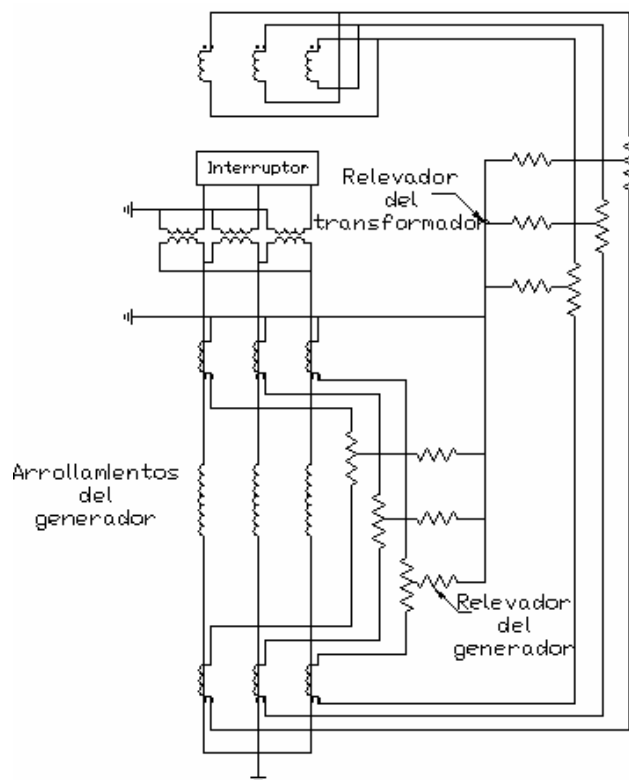 Interruptor
Relevador
del
transformador
Arrollamientos
del
generador
Relevador
del
generador